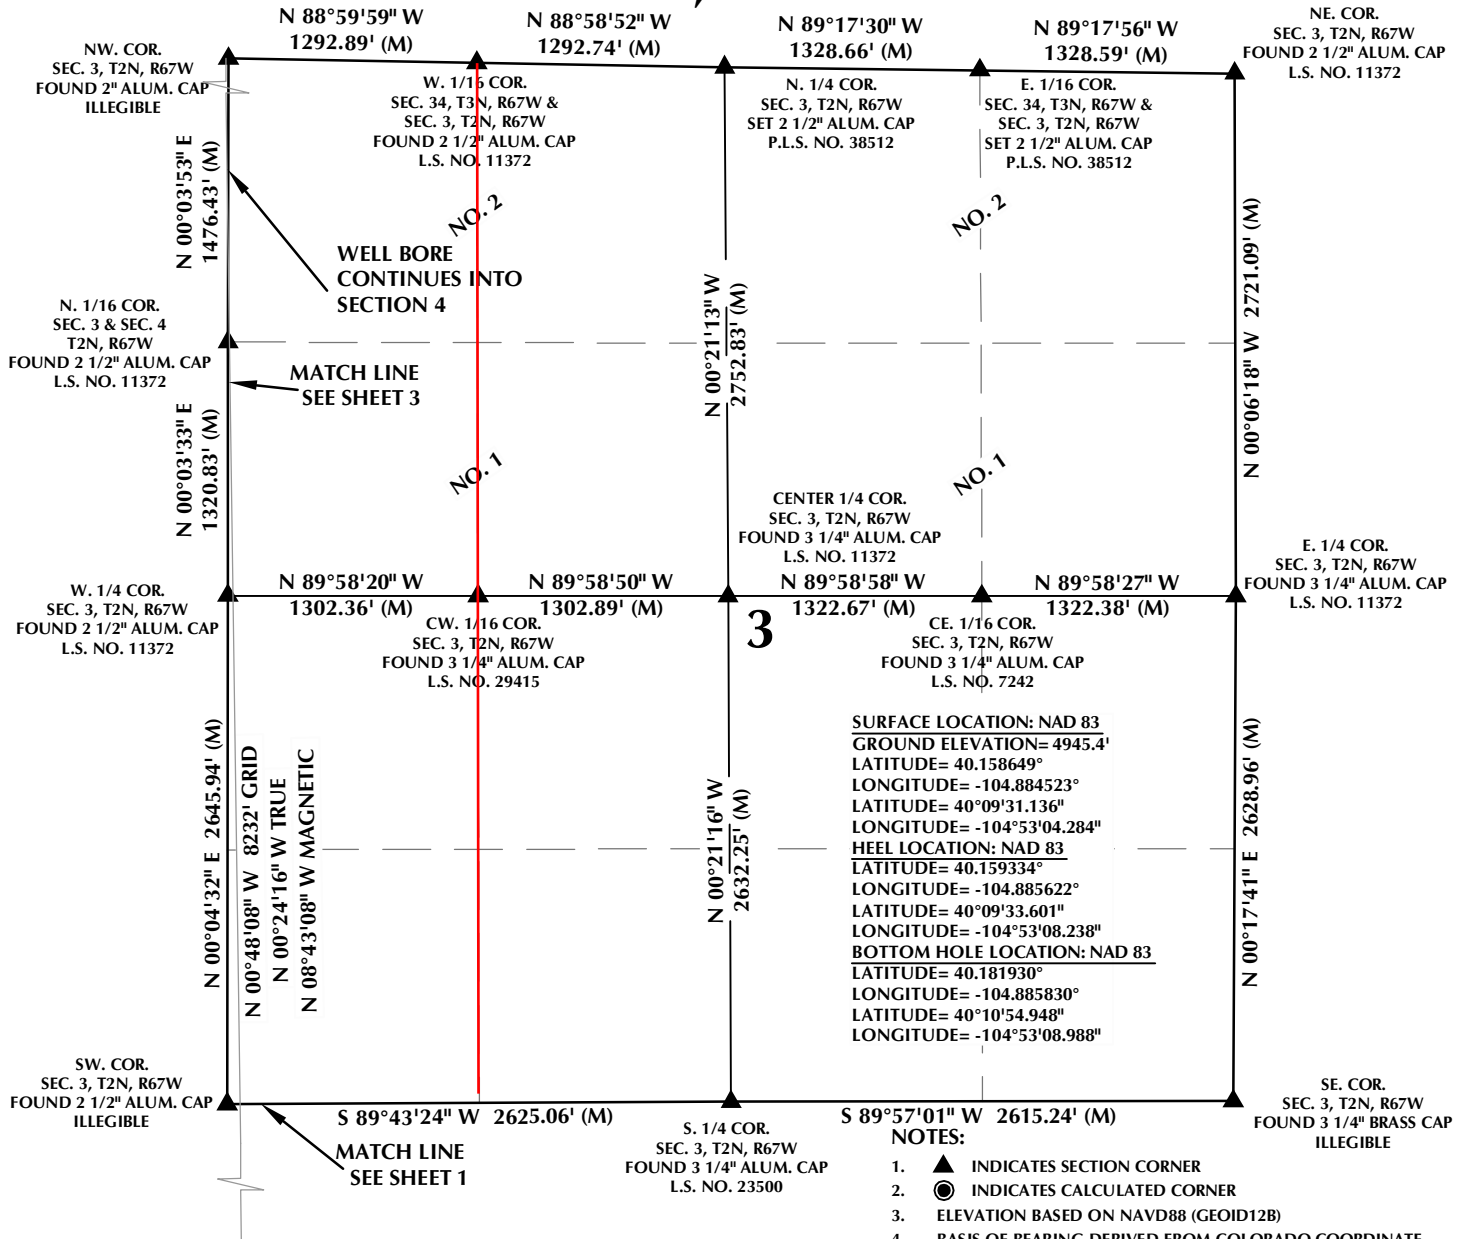 N 88°59'59" W
1292.89' (M)
N 88°58'52" W
1292.74' (M)
N 89°17'30" W
1328.66' (M)
N 89°17'56" W
1328.59' (M)
NE. COR.
SEC. 3, T2N, R67W
FOUND 2 1/2" ALUM. CAP
L.S. NO. 11372
NW. COR.
SEC. 3, T2N, R67W
FOUND 2" ALUM. CAP
ILLEGIBLE
W. 1/16 COR.
SEC. 34, T3N, R67W &
SEC. 3, T2N, R67W
FOUND 2 1/2" ALUM. CAP
L.S. NO. 11372
N. 1/4 COR.
SEC. 3, T2N, R67W
SET 2 1/2" ALUM. CAP
P.L.S. NO. 38512
E. 1/16 COR.
SEC. 34, T3N, R67W &
SEC. 3, T2N, R67W
SET 2 1/2" ALUM. CAP
P.L.S. NO. 38512
N 00°03'53" E
1476.43' (M)
NO. 2
NO. 2
WELL BORE
CONTINUES INTO
SECTION 4
N 00°21'13" W
2752.83' (M)
N 00°06'18" W 2721.09' (M)
N. 1/16 COR.
SEC. 3 & SEC. 4
T2N, R67W
FOUND 2 1/2" ALUM. CAP
L.S. NO. 11372
MATCH LINE
SEE SHEET 3
N 00°03'33" E
1320.83' (M)
NO. 1
NO. 1
CENTER 1/4 COR.
SEC. 3, T2N, R67W
FOUND 3 1/4" ALUM. CAP
L.S. NO. 11372
E. 1/4 COR.
SEC. 3, T2N, R67W
FOUND 3 1/4" ALUM. CAP
L.S. NO. 11372
W. 1/4 COR.
SEC. 3, T2N, R67W
FOUND 2 1/2" ALUM. CAP
L.S. NO. 11372
N 89°58'20" W
1302.36' (M)
N 89°58'50" W
1302.89' (M)
N 89°58'58" W
1322.67' (M)
N 89°58'27" W
1322.38' (M)
CW. 1/16 COR.
SEC. 3, T2N, R67W
FOUND 3 1/4" ALUM. CAP
L.S. NO. 29415
3
CE. 1/16 COR.
SEC. 3, T2N, R67W
FOUND 3 1/4" ALUM. CAP
L.S. NO. 7242
N 00°04'32" E 2645.94' (M)
N 00°48'08" W 8232' GRID
N 00°24'16" W TRUE
N 08°43'08" W MAGNETIC
N 00°21'16" W
2632.25' (M)
SURFACE LOCATION: NAD 83
GROUND ELEVATION= 4945.4'
LATITUDE= 40.158649°
LONGITUDE= -104.884523°
LATITUDE= 40°09'31.136"
LONGITUDE= -104°53'04.284"
HEEL LOCATION: NAD 83
LATITUDE= 40.159334°
LONGITUDE= -104.885622°
LATITUDE= 40°09'33.601"
LONGITUDE= -104°53'08.238"
BOTTOM HOLE LOCATION: NAD 83
LATITUDE= 40.181930°
LONGITUDE= -104.885830°
LATITUDE= 40°10'54.948"
LONGITUDE= -104°53'08.988"
N 00°17'41" E 2628.96' (M)
SW. COR.
SEC. 3, T2N, R67W
FOUND 2 1/2" ALUM. CAP
ILLEGIBLE
S 89°43'24" W 2625.06' (M)
S 89°57'01" W 2615.24' (M)
SE. COR.
SEC. 3, T2N, R67W
FOUND 3 1/4" BRASS CAP
ILLEGIBLE
MATCH LINE
SEE SHEET 1
S. 1/4 COR.
SEC. 3, T2N, R67W
FOUND 3 1/4" ALUM. CAP
L.S. NO. 23500
NOTES:
1. INDICATES SECTION CORNER
2. INDICATES CALCULATED CORNER
3. ELEVATION BASED ON NAVD88 (GEOID12B)
4. BASIS OF BEARING DERIVED FROM COLORADO COORDINATE